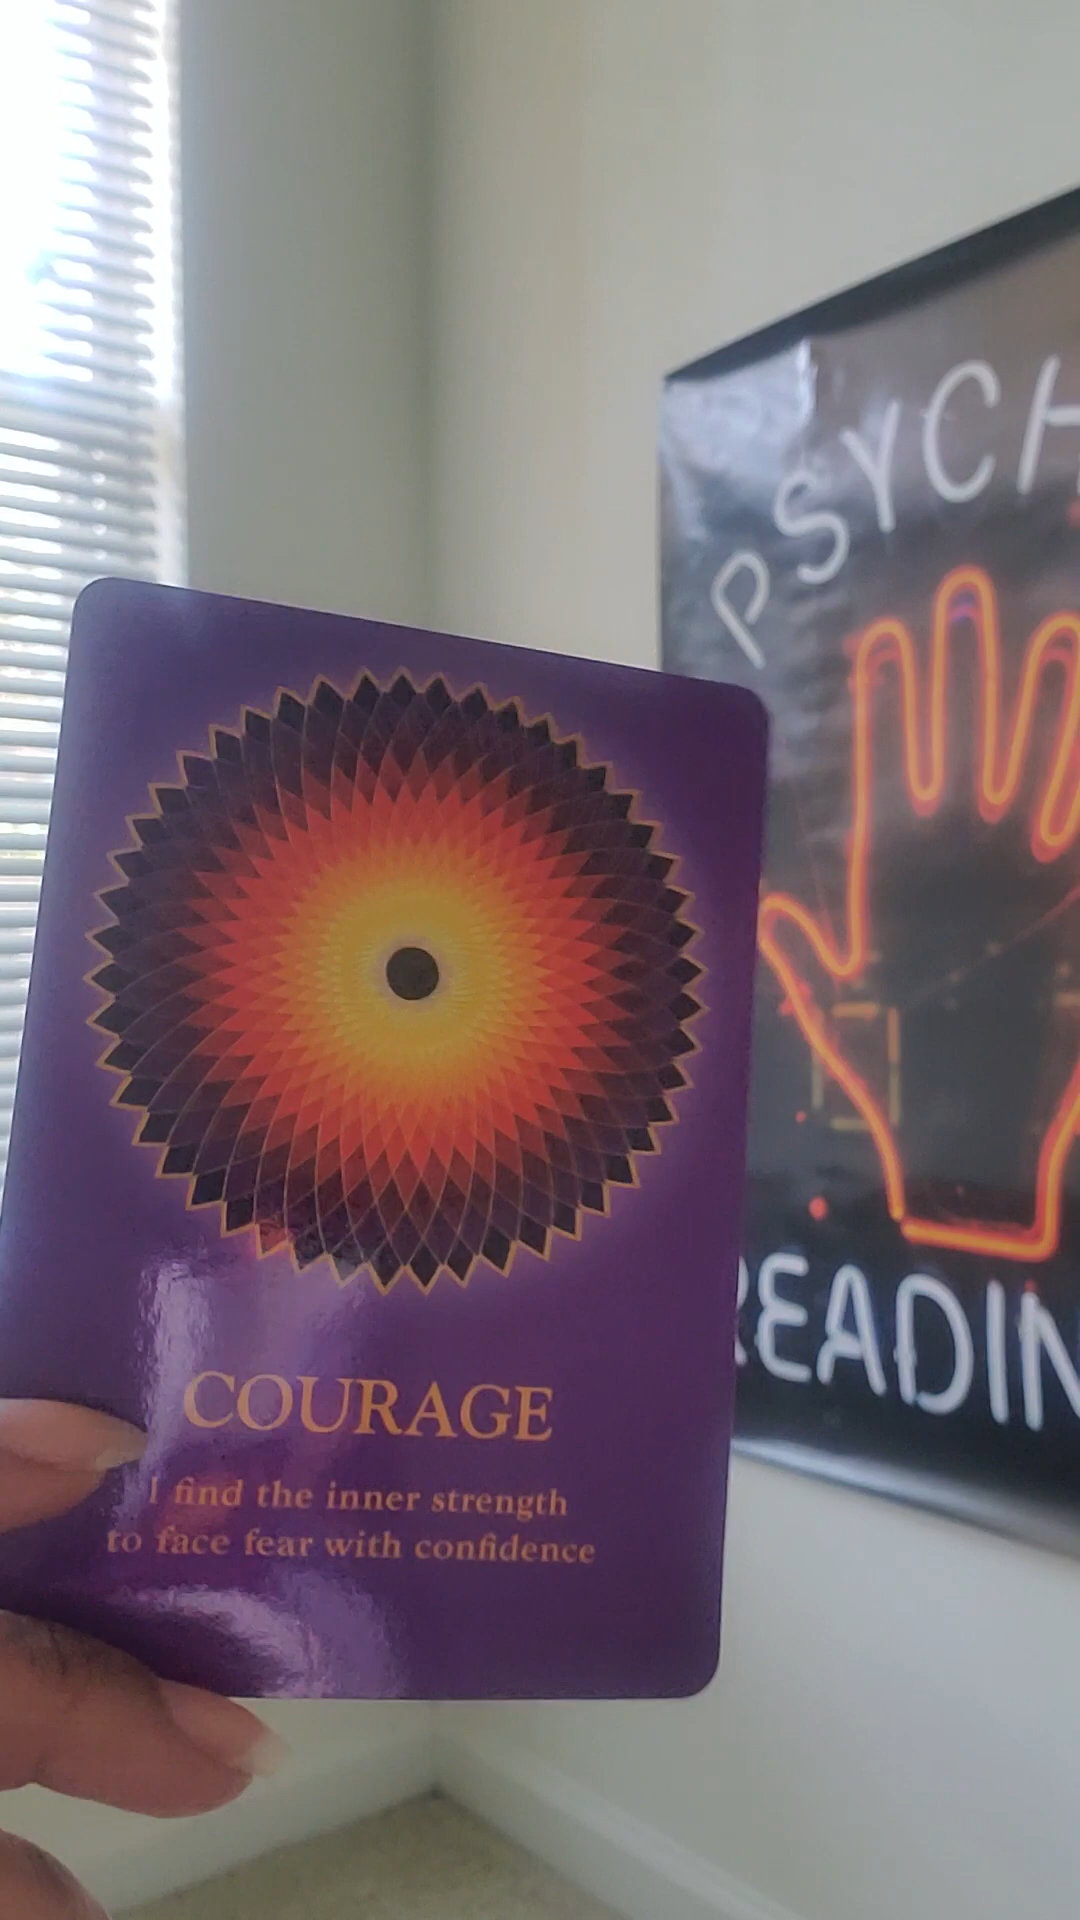 PSYCH
READIN
COURAGE
I find the inner strength
to face fear with confidence